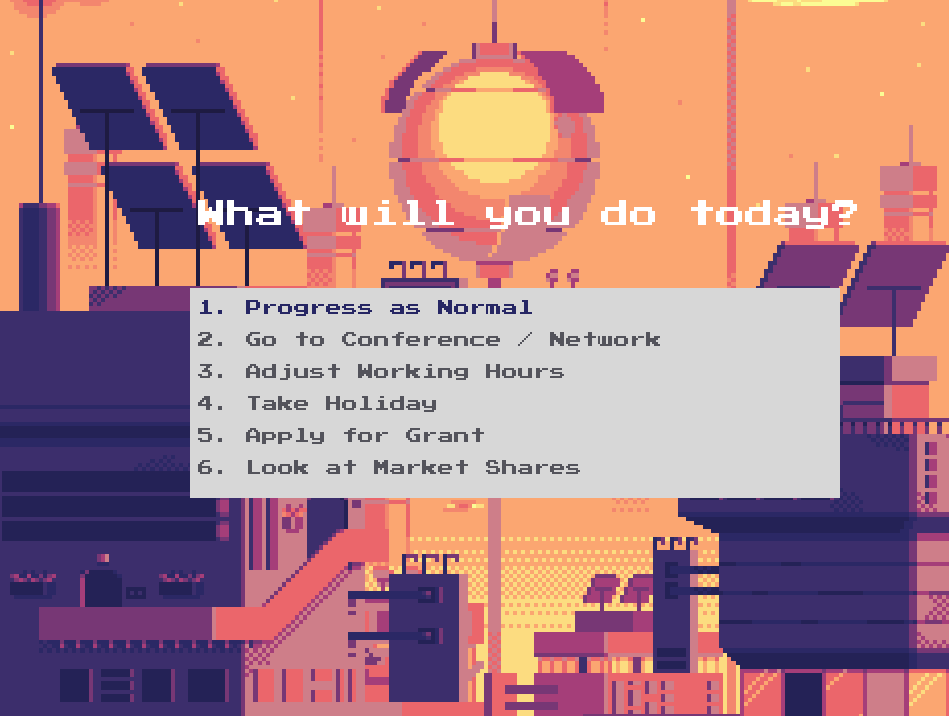 What will you do today?
1. Progress as Normal
2. Go to Conference / Network
3. Adjust Working Hours
4. Take Holiday
5. Apply for Grant
6. Look at Market Shares